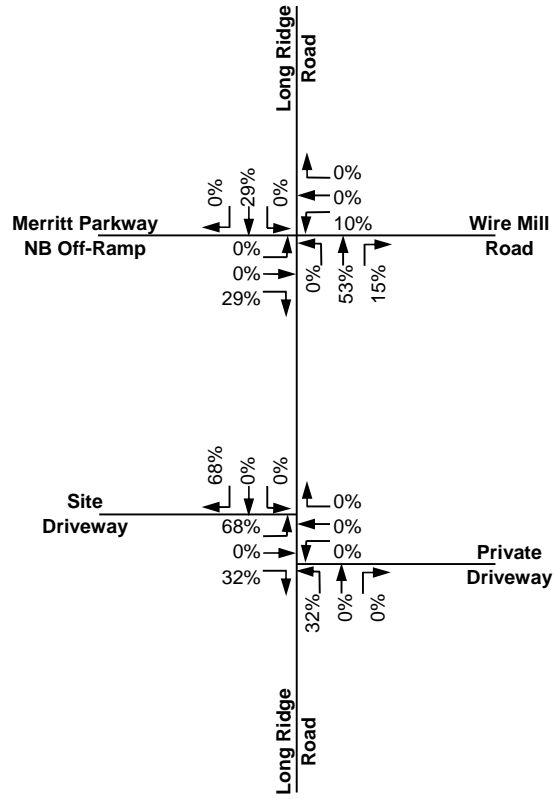 Long Ridge
Road
0%
29%
0%
0%
0%
10%
Merritt Parkway
NB Off-Ramp
Wire Mill
Road
0%
0%
29%
0%
53%
15%
68%
0%
0%
0%
0%
0%
Site
Driveway
68%
0%
32%
Private
Driveway
32%
0%
0%
Long Ridge
Road